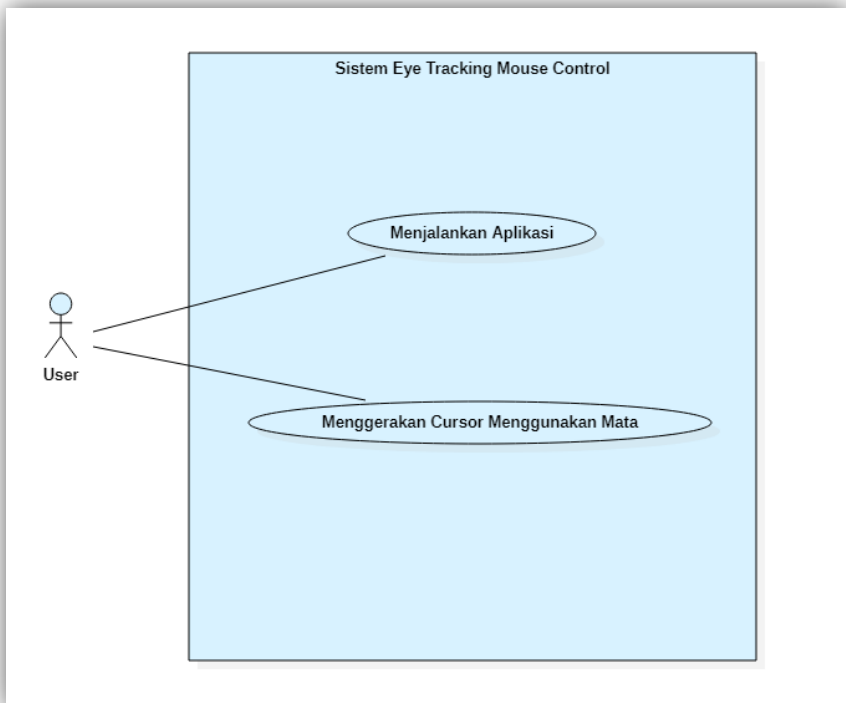 Sistem Eye Tracking Mouse Control
Menjalankan Aplikasi
User
Menggerakan Cursor Menggunakan Mata